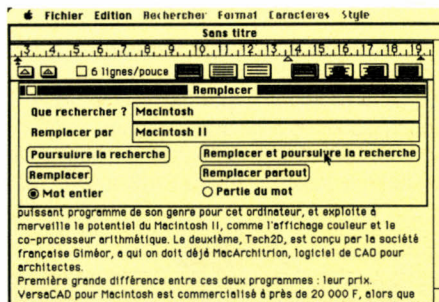 Fichier Edition Rechercher Format Caractères Style
Sans titre
3 4 5 6 7 8 9 10 11 12 13 14 15 16 17 18 19
6 lignes/pouce
Remplacer
Que rechercher ? Macintosh
Remplacer par Macintosh II
Poursuivre la recherche Remplacer et poursuivre la recherche
Remplacer Remplacer partout
Mot entier Partie du mot
puissant programme de son genre pour cet ordinateur, et exploite à
merveille le potentiel du Macintosh II, comme l'affichage couleur et le
co-processeur arithmétique. Le deuxième, Tech2D, est conçu par la société
française Giméor, a qui on doit déjà MacArchitrion, logiciel de CAO pour
architectes.
Première grande différence entre ces deux programmes : leur prix.
VersaCAD pour Macintosh est commercialisé à près de 20 000 F, alors que